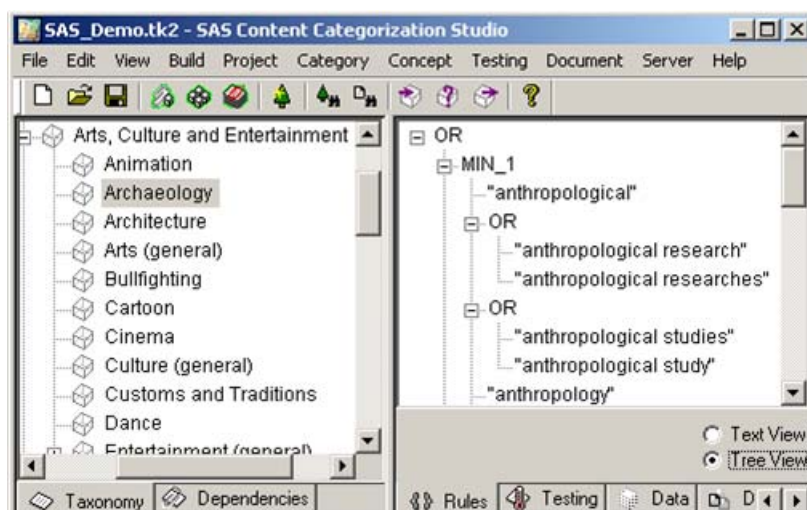 SAS_Demo.tk2 - SAS Content Categorization Studio
File Edit View Build Project Category Concept Testing Document Server Help
Arts, Culture and Entertainment
Animation
Archaeology
Architecture
Arts (general)
Bullfighting
Cartoon
Cinema
Culture (general)
Customs and Traditions
Dance
Entertainment (general)
Taxonomy Dependencies
OR
MIN_1
"anthropological"
OR
"anthropological research"
"anthropological researches"
OR
"anthropological studies"
"anthropological study"
"anthropology"
Text View
Tree View
Rules Testing Data D